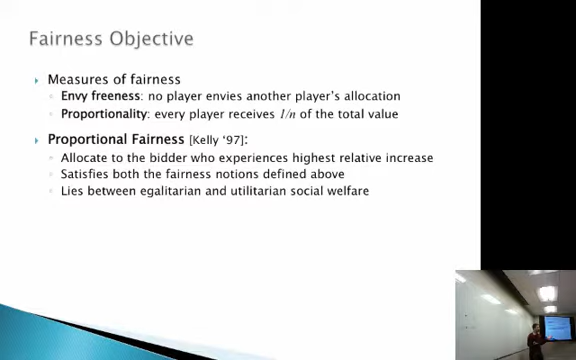 Fairness Objective
Measures of fairness
Envy freeness: no player envies another player's allocation
Proportionality: every player receives 1/n of the total value
Proportional Fairness [Kelly '97]:
Allocate to the bidder who experiences highest relative increase
Satisfies both the fairness notions defined above
Lies between egalitarian and utilitarian social welfare